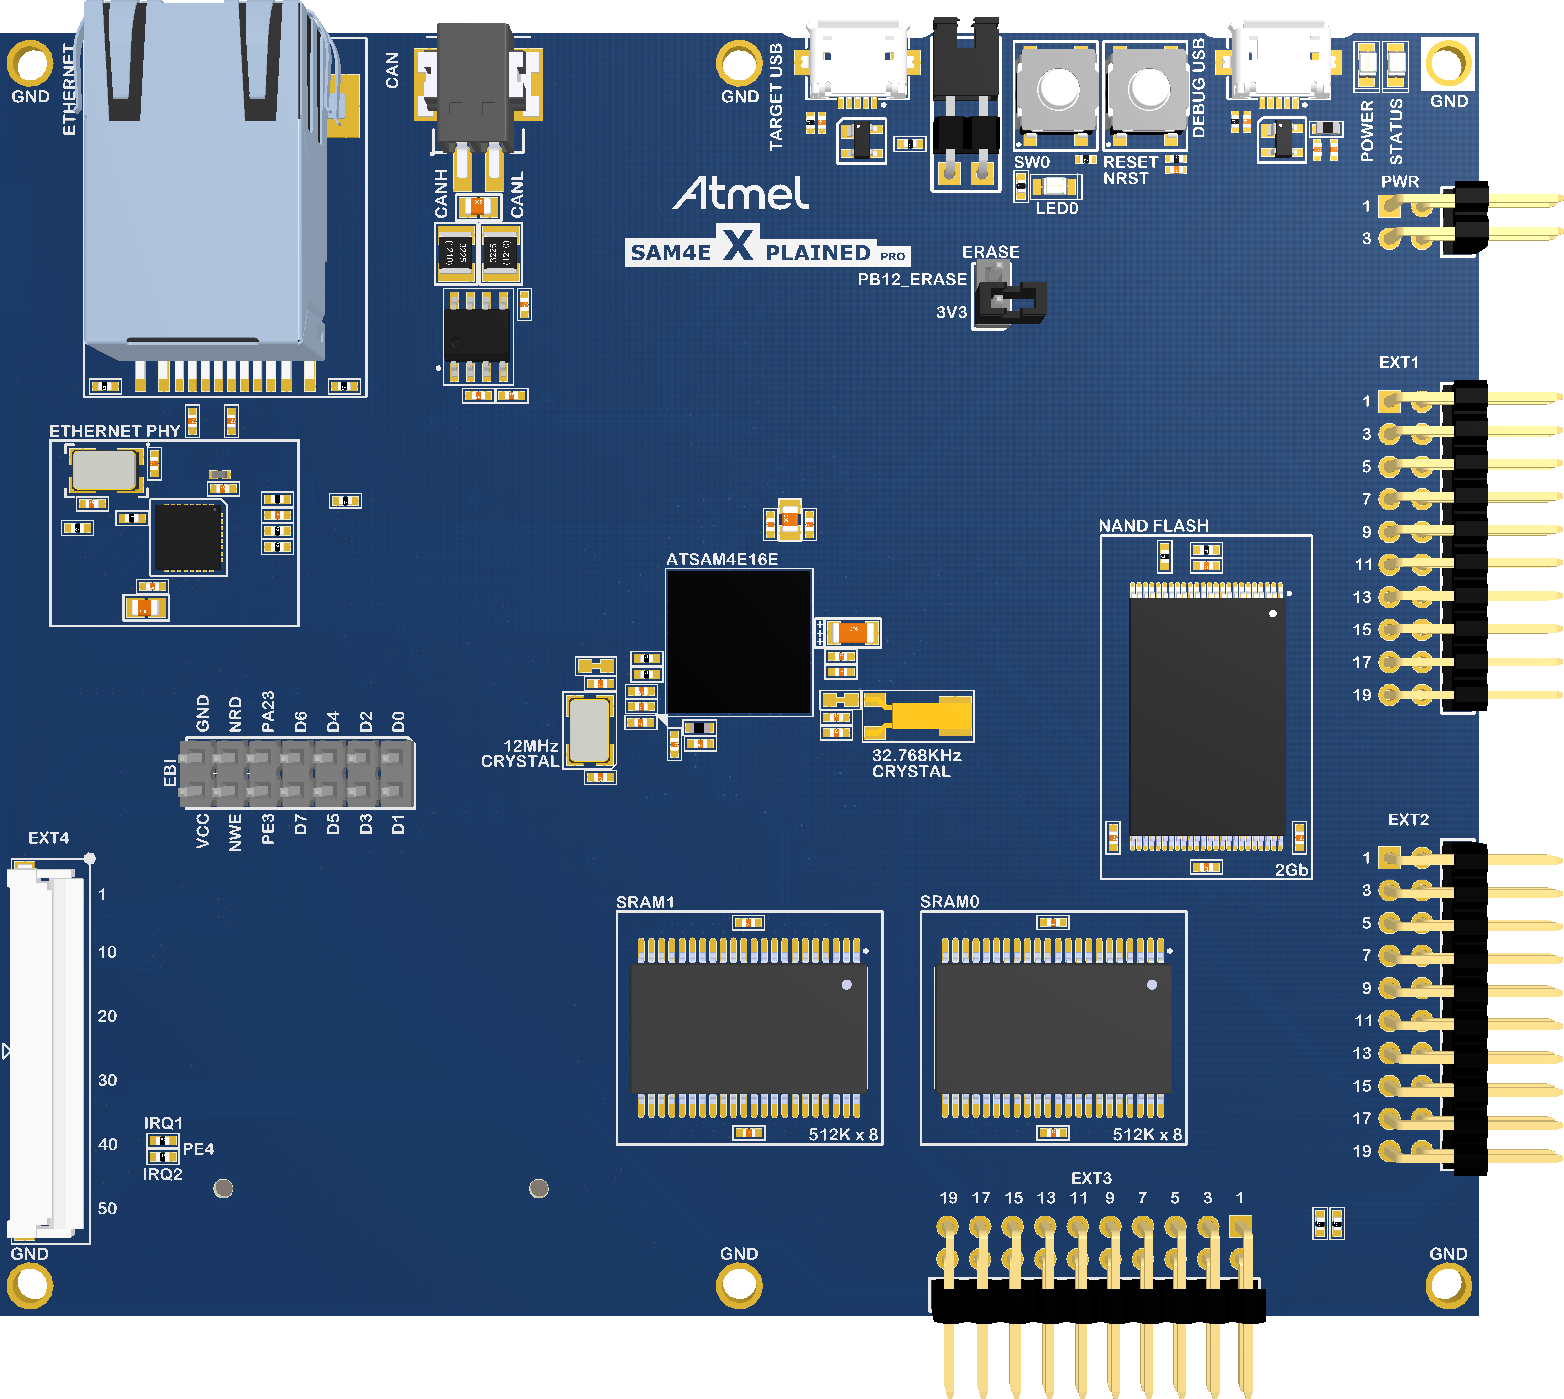 ETHERNET
GND
CAN
CANH
CANL
GND
TARGET USB
SW0
LED0
RESET
NRST
DEBUG USB
POWER
STATUS
GND
PWR
1
3
Atmel
SAM4E X PLAINED PRO
ERASE
PB12_ERASE
3V3
EXT1
1
3
5
7
9
11
13
15
17
19
ETHERNET PHY
ATSAM4E16E
NAND FLASH
2Gb
12MHz
CRYSTAL
32.768KHz
CRYSTAL
EBI
GND
NRD
PA23
D6
D4
D2
D0
VCC
NWE
PE3
D7
D5
D3
D1
EXT4
1
10
20
30
40
50
IRQ1
PE4
IRQ2
SRAM1
512K x 8
SRAM0
512K x 8
EXT2
1
3
5
7
9
11
13
15
17
19
EXT3
19 17 15 13 11 9 7 5 3 1
GND
GND
GND